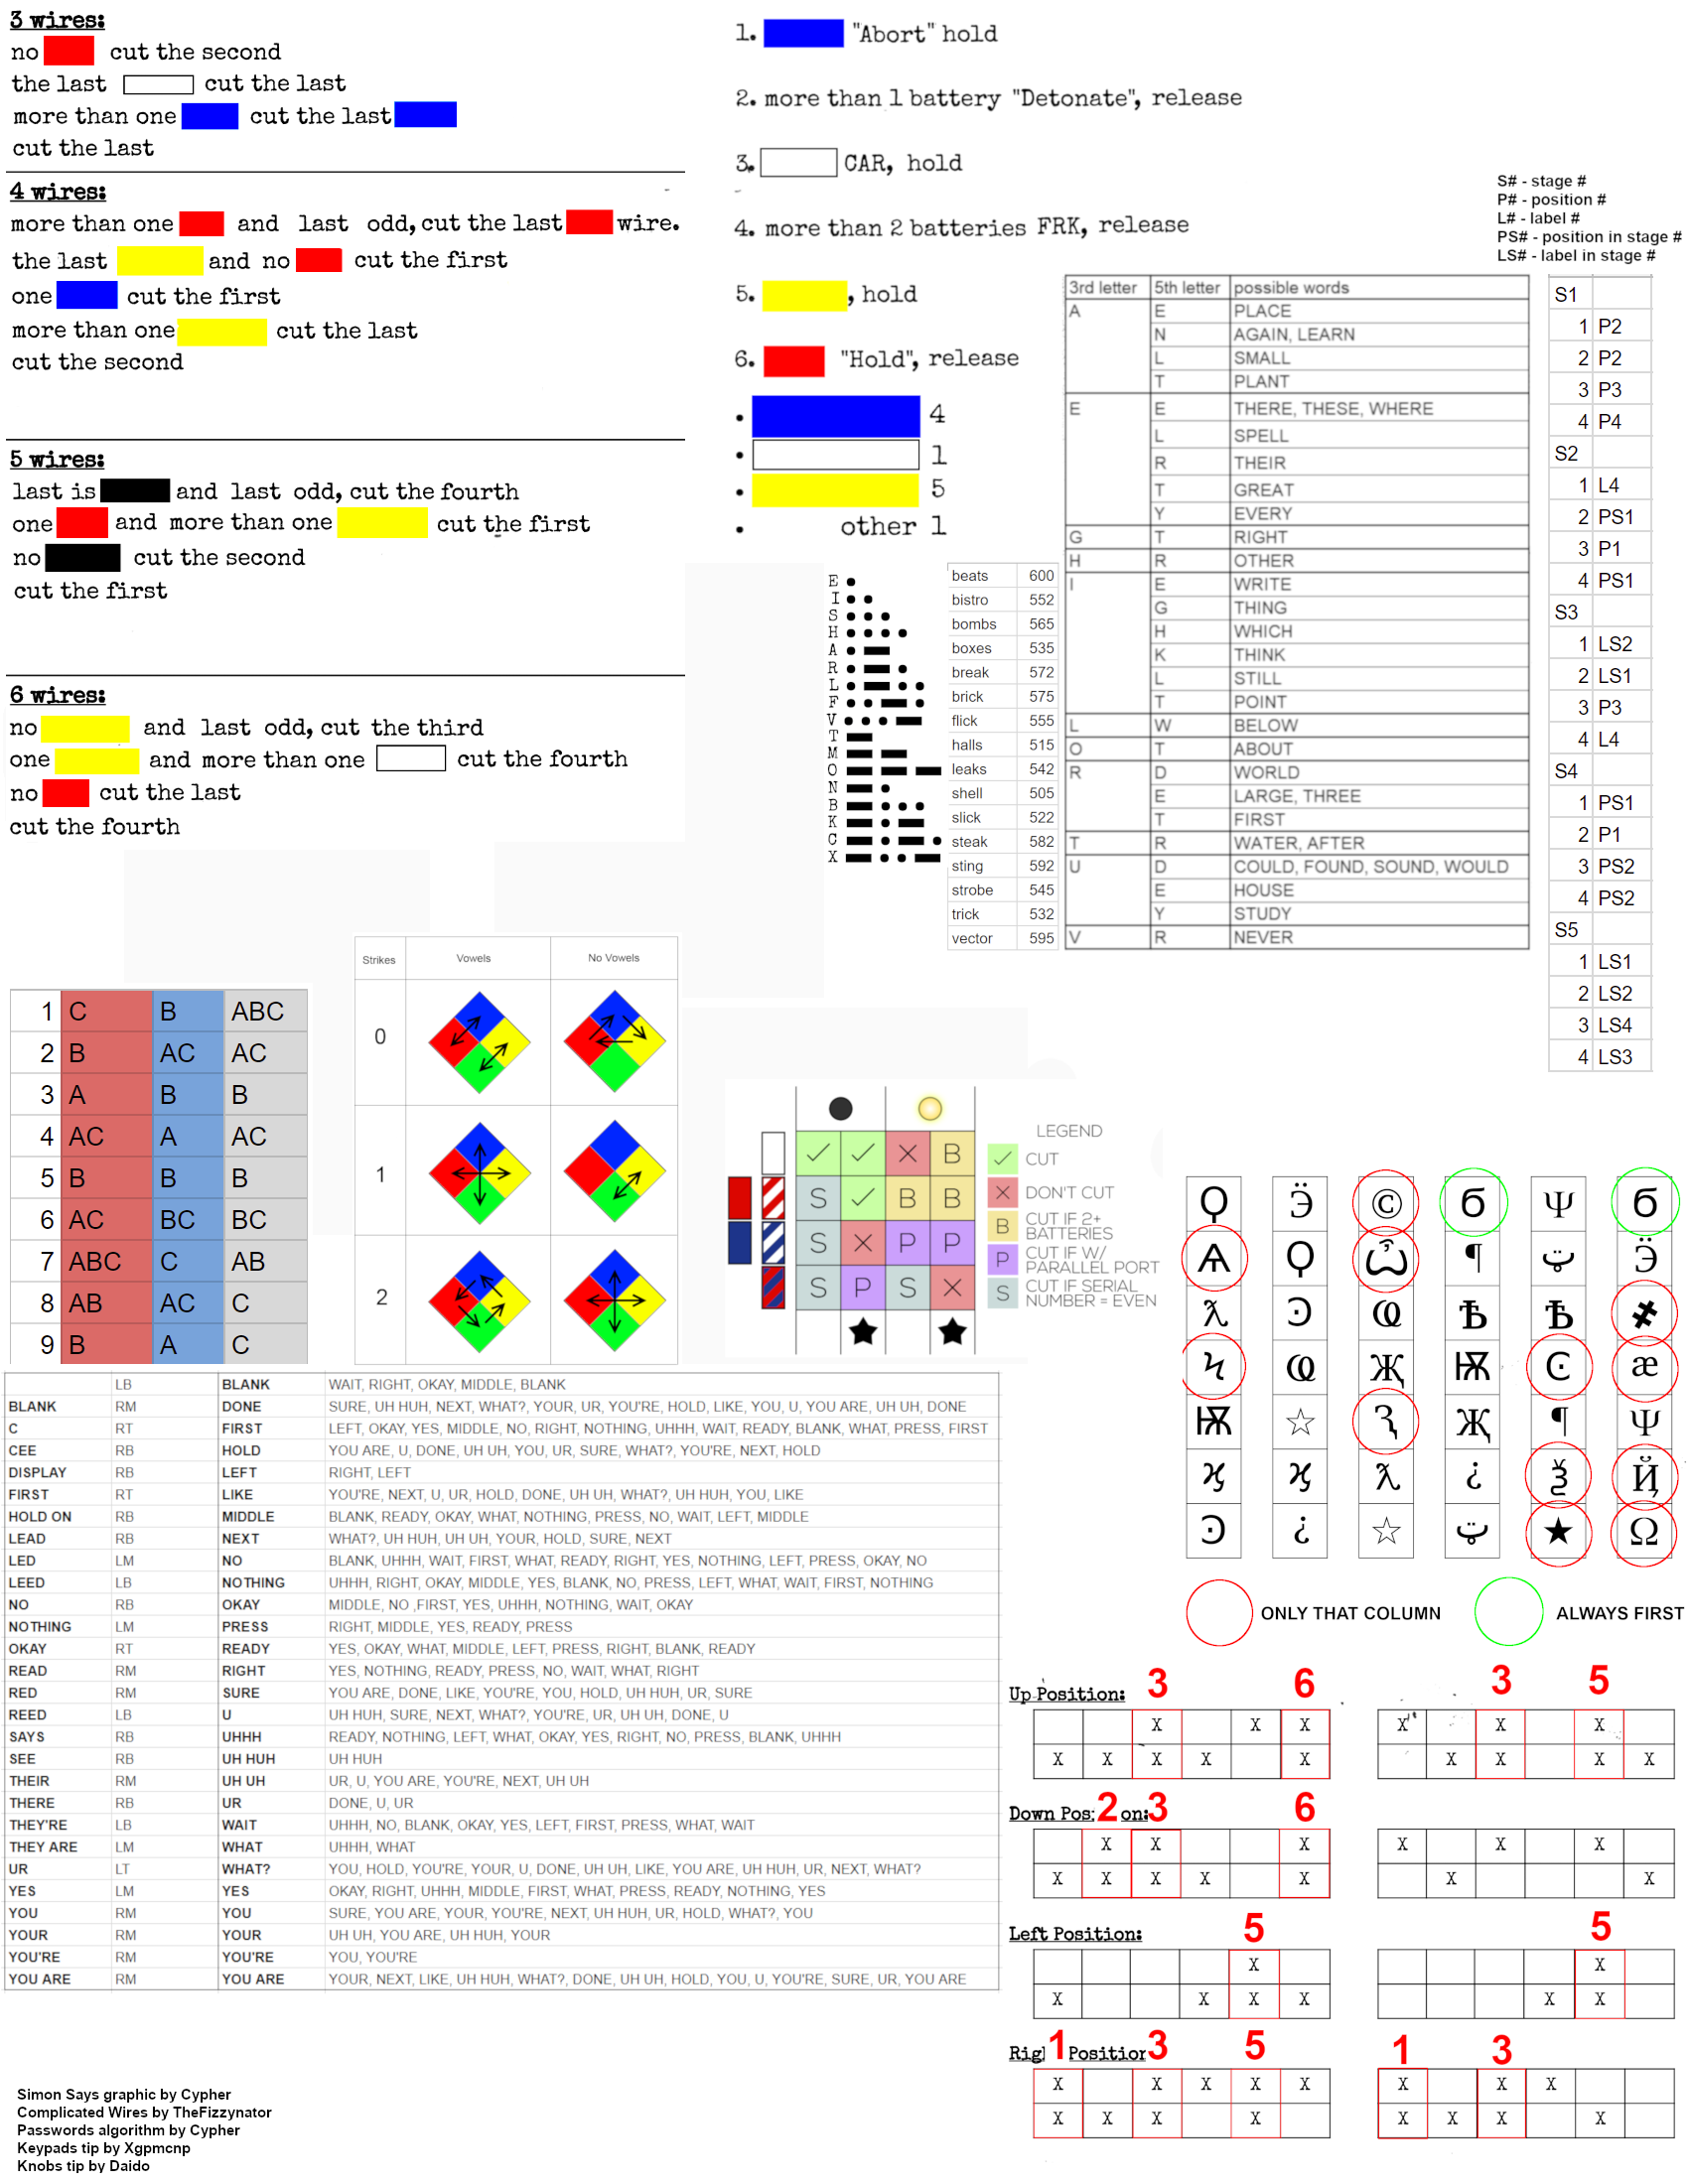 3 wires:
no cut the second
the last cut the last
more than one cut the last
cut the last
4 wires:
more than one and last odd, cut the last wire.
the last and no cut the first
one cut the first
more than one cut the last
cut the second
5 wires:
last is and last odd, cut the fourth
one and more than one cut the first
no cut the second
cut the first
6 wires:
no and last odd, cut the third
one and more than one cut the fourth
no cut the last
cut the fourth
1. "Abort" hold
2. more than 1 battery "Detonate", release
3. CAR, hold
4. more than 2 batteries FRK, release
5. , hold
6. "Hold", release
• 4
• 1
• 5
• other 1
S# - stage #
P# - position #
L# - label #
PS# - position in stage #
LS# - label in stage #
3rd letter 5th letter possible words
A E PLACE
N AGAIN, LEARN
L SMALL
T PLANT
E E THERE, THESE, WHERE
L SPELL
R THEIR
T GREAT
Y EVERY
G T RIGHT
H R OTHER
I E WRITE
G THING
H WHICH
K THINK
L STILL
T POINT
L W BELOW
O T ABOUT
R D WORLD
E LARGE, THREE
T FIRST
T R WATER, AFTER
U D COULD, FOUND, SOUND, WOULD
E HOUSE
Y STUDY
V R NEVER
S1
1 P2
2 P2
3 P3
4 P4
S2
1 L4
2 PS1
3 P1
4 PS1
S3
1 LS2
2 LS1
3 P3
4 L4
S4
1 PS1
2 P1
3 PS2
4 PS2
S5
1 LS1
2 LS2
3 LS4
4 LS3
E
I
S
H
A
R
L
F
V
T
M
O
N
B
K
C
X
beats 600
bistro 552
bombs 565
boxes 535
break 572
brick 575
flick 555
halls 515
leaks 542
shell 505
slick 522
steak 582
sting 592
strobe 545
trick 532
vector 595
1 C B ABC
2 B AC AC
3 A B B
4 AC A AC
5 B B B
6 AC BC BC
7 ABC C AB
8 AB AC C
9 B A C
Strikes Vowels No Vowels
0
1
2
✓ ✓ X B
S ✓ B B
S X P P
S P S X
LEGEND
✓ CUT
X DON'T CUT
B CUT IF 2+ BATTERIES
P CUT IF W/ PARALLEL PORT
S CUT IF SERIAL NUMBER = EVEN
Ϙ Ӭ © Ϭ Ψ Ϭ
Ѧ Ϙ Ѽ ¶ ټ Ӭ
ƛ Ͽ Ҩ Ѣ Ѣ ҂
Ϟ Ҩ Җ Ѭ Ͼ æ
Ѭ ☆ Ԇ Җ ¶ Ψ
ϗ ϗ ƛ ¿ Ѯ Ҋ
Ͽ ¿ ☆ ټ ★ Ω
ONLY THAT COLUMN ALWAYS FIRST
LB BLANK WAIT, RIGHT, OKAY, MIDDLE, BLANK
BLANK RM DONE SURE, UH HUH, NEXT, WHAT?, YOUR, UR, YOU'RE, HOLD, LIKE, YOU, U, YOU ARE, UH UH, DONE
C RT FIRST LEFT, OKAY, YES, MIDDLE, NO, RIGHT, NOTHING, UHHH, WAIT, READY, BLANK, WHAT, PRESS, FIRST
CEE RB HOLD YOU ARE, U, DONE, UH UH, YOU, UR, SURE, WHAT?, YOU'RE, NEXT, HOLD
DISPLAY RB LEFT RIGHT, LEFT
FIRST RT LIKE YOU'RE, NEXT, U, UR, HOLD, DONE, UH UH, WHAT?, UH HUH, YOU, LIKE
HOLD ON RB MIDDLE BLANK, READY, OKAY, WHAT, NOTHING, PRESS, NO, WAIT, LEFT, MIDDLE
LEAD RB NEXT WHAT?, UH HUH, UH UH, YOUR, HOLD, SURE, NEXT
LED LM NO BLANK, UHHH, WAIT, FIRST, WHAT, READY, RIGHT, YES, NOTHING, LEFT, PRESS, OKAY, NO
LEED LB NOTHING UHHH, RIGHT, OKAY, MIDDLE, YES, BLANK, NO, PRESS, LEFT, WHAT, WAIT, FIRST, NOTHING
NO RB OKAY MIDDLE, NO ,FIRST, YES, UHHH, NOTHING, WAIT, OKAY
NOTHING LM PRESS RIGHT, MIDDLE, YES, READY, PRESS
OKAY RT READY YES, OKAY, WHAT, MIDDLE, LEFT, PRESS, RIGHT, BLANK, READY
READ RM RIGHT YES, NOTHING, READY, PRESS, NO, WAIT, WHAT, RIGHT
RED RM SURE YOU ARE, DONE, LIKE, YOU'RE, YOU, HOLD, UH HUH, UR, SURE
REED LB U UH HUH, SURE, NEXT, WHAT?, YOU'RE, UR, UH UH, DONE, U
SAYS RB UHHH READY, NOTHING, LEFT, WHAT, OKAY, YES, RIGHT, NO, PRESS, BLANK, UHHH
SEE RB UH HUH UH HUH
THEIR RM UH UH UR, U, YOU ARE, YOU'RE, NEXT, UH UH
THERE RB UR DONE, U, UR
THEY'RE LB WAIT UHHH, NO, BLANK, OKAY, YES, LEFT, FIRST, PRESS, WHAT, WAIT
THEY ARE LM WHAT UHHH, WHAT
UR LT WHAT? YOU, HOLD, YOU'RE, YOUR, U, DONE, UH UH, LIKE, YOU ARE, UH HUH, UR, NEXT, WHAT?
YES LM YES OKAY, RIGHT, UHHH, MIDDLE, FIRST, WHAT, PRESS, READY, NOTHING, YES
YOU RM YOU SURE, YOU ARE, YOUR, YOU'RE, NEXT, UH HUH, UR, HOLD, WHAT?, YOU
YOUR RM YOUR UH UH, YOU ARE, UH HUH, YOUR
YOU'RE RM YOU'RE YOU, YOU'RE
YOU ARE RM YOU ARE YOUR, NEXT, LIKE, UH HUH, WHAT?, DONE, UH UH, HOLD, YOU, U, YOU'RE, SURE, UR, YOU ARE
Up Position: 3 6 3 5
X X X X X X
X X X X X X X X X
Down Pos 2 on: 3 6
X X X X X X
X X X X X X X
Left Position: 5 5
X X
X X X X X X
Rig 1 Position 3 5 1 3
X X X X X X X X
X X X X X X X X
Simon Says graphic by Cypher
Complicated Wires by TheFizzynator
Passwords algorithm by Cypher
Keypads tip by Xgpmcnp
Knobs tip by Daido